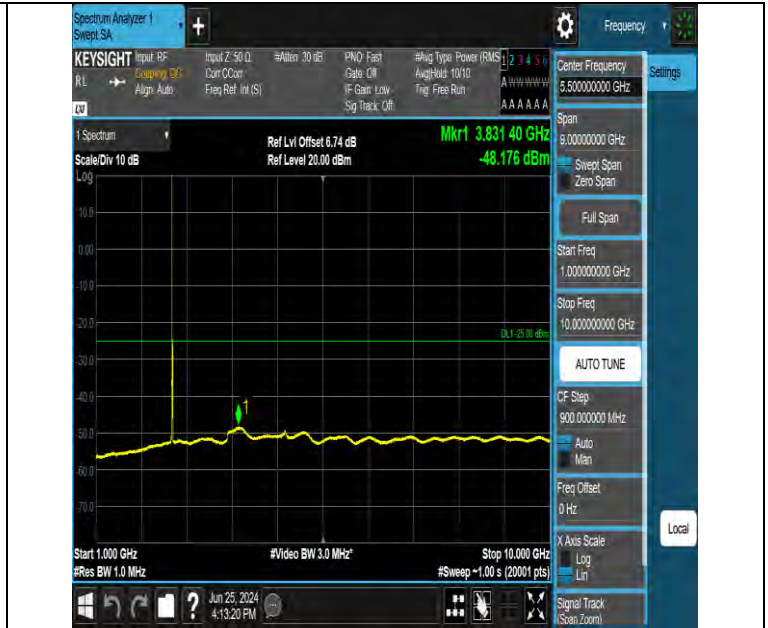 Spectrum Analyzer 1
Swept SA
+
Frequency
KEYSIGHT
RL
LXI
Input: RF
Coupling: DC
Align: Auto
Input Z: 50 Ω
Corr CCorr
Freq Ref: Int (S)
#Atten: 30 dB
PNO: Fast
Gate: Off
IF Gain: Low
Sig Track: Off
#Avg Type: Power (RMS
Avg|Hold: 10/10
Trig: Free Run
1 2 3 4 5 6
A W W W W W
A A A A A A
1 Spectrum
Scale/Div 10 dB
Log
Ref Lvl Offset 6.74 dB
Ref Level 20.00 dBm
Mkr1 3.831 40 GHz
-48.176 dBm
10.0
0.00
-10.0
-20.0
-30.0
-40.0
-50.0
-60.0
-70.0
DL1 -25.00 dBm
1
Start 1.000 GHz
#Res BW 1.0 MHz
#Video BW 3.0 MHz*
Stop 10.000 GHz
#Sweep ~1.00 s (20001 pts)
?
Jun 25, 2024
4:13:20 PM
Center Frequency
5.500000000 GHz
Settings
Span
9.00000000 GHz
Swept Span
Zero Span
Full Span
Start Freq
1.000000000 GHz
Stop Freq
10.000000000 GHz
AUTO TUNE
CF Step
900.000000 MHz
Auto
Man
Freq Offset
0 Hz
X Axis Scale
Log
Lin
Local
Signal Track
(Span Zoom)